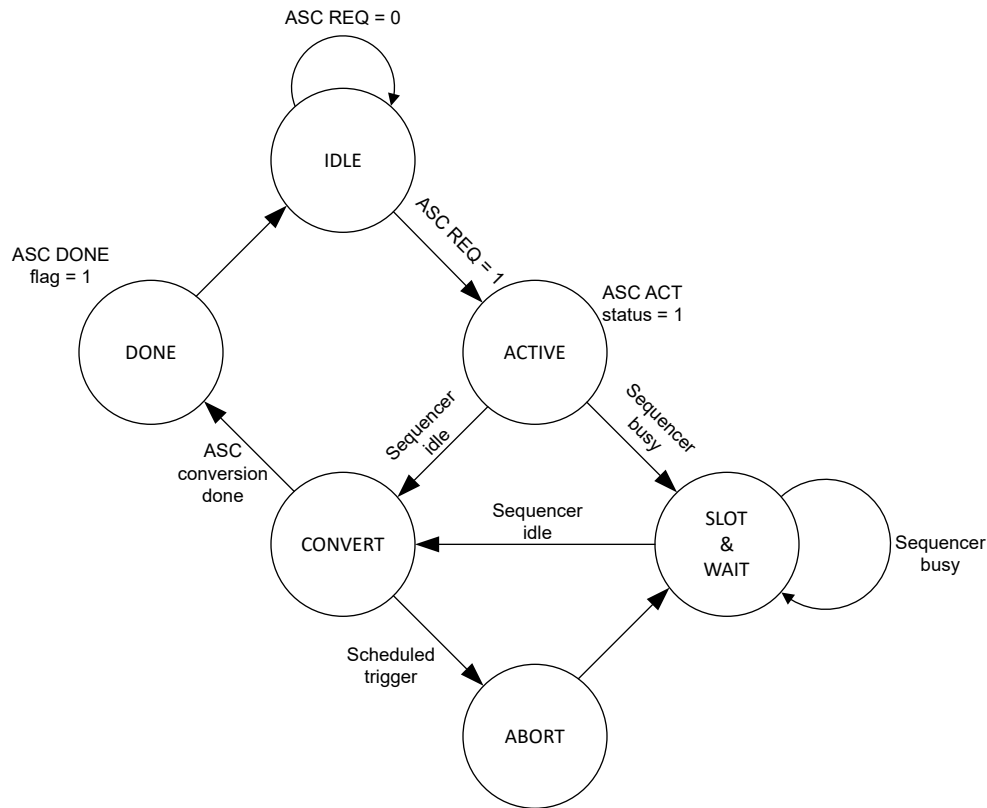 ASC REQ = 0
IDLE
ASC REQ = 1
ASC DONE
flag = 1
ASC ACT
status = 1
DONE
ACTIVE
Sequencer
idle
Sequencer
busy
ASC
conversion
done
CONVERT
Sequencer
idle
SLOT
&
WAIT
Sequencer
busy
Scheduled
trigger
ABORT